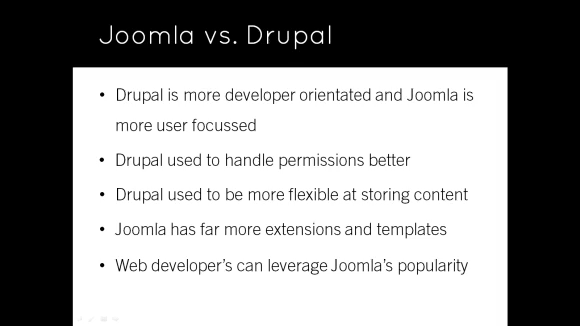 Joomla vs. Drupal
• Drupal is more developer orientated and Joomla is
more user focussed
• Drupal used to handle permissions better
• Drupal used to be more flexible at storing content
• Joomla has far more extensions and templates
• Web developer's can leverage Joomla's popularity